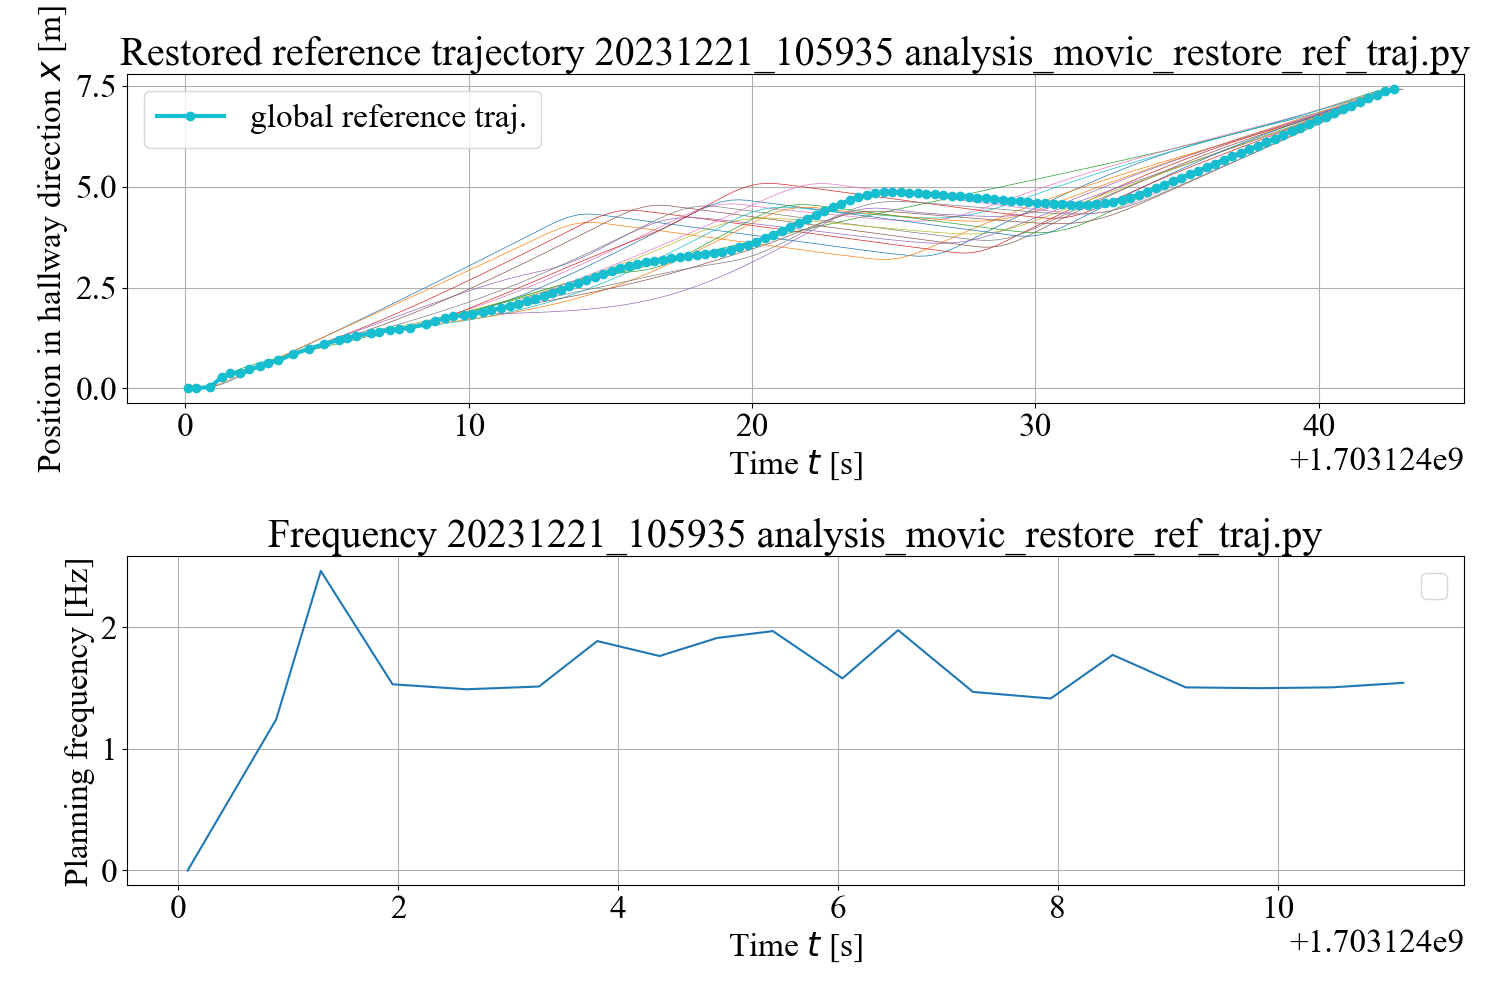 Restored reference trajectory 20231221_105935 analysis_movic_restore_ref_traj.py
Position in hallway direction x [m]
7.5
5.0
2.5
0.0
global reference traj.
0 10 20 30 40
Time t [s]
+1.703124e9
Frequency 20231221_105935 analysis_movic_restore_ref_traj.py
Planning frequency [Hz]
2
1
0
0 2 4 6 8 10
Time t [s]
+1.703124e9